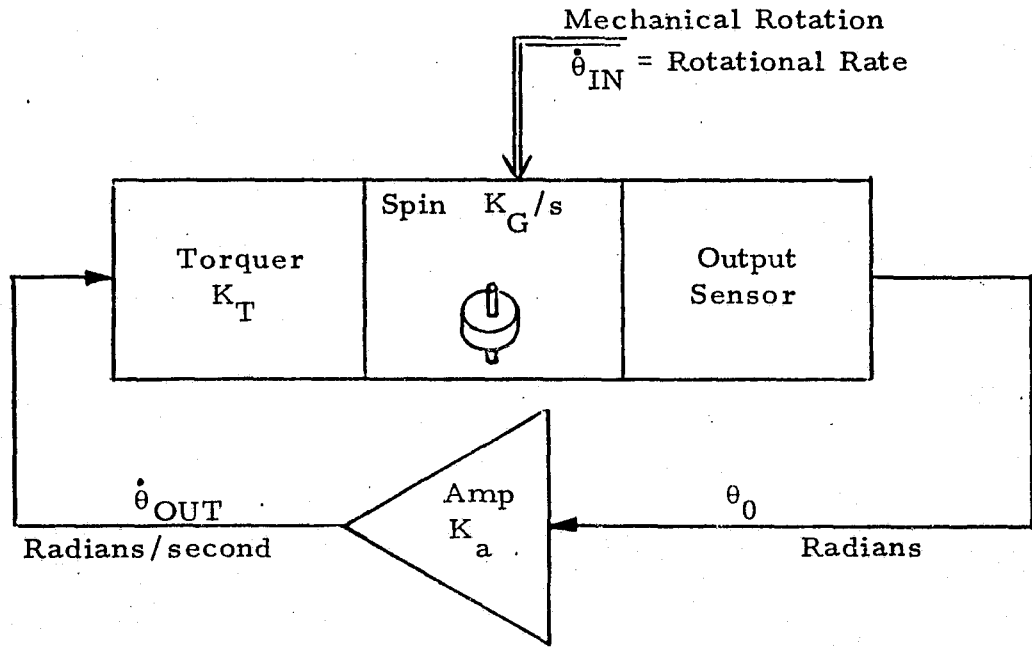 Mechanical Rotation
θ̇IN = Rotational Rate
Spin KG/s
Torquer
KT
Output
Sensor
Amp
Ka
θ̇OUT
Radians/second
θ0
Radians